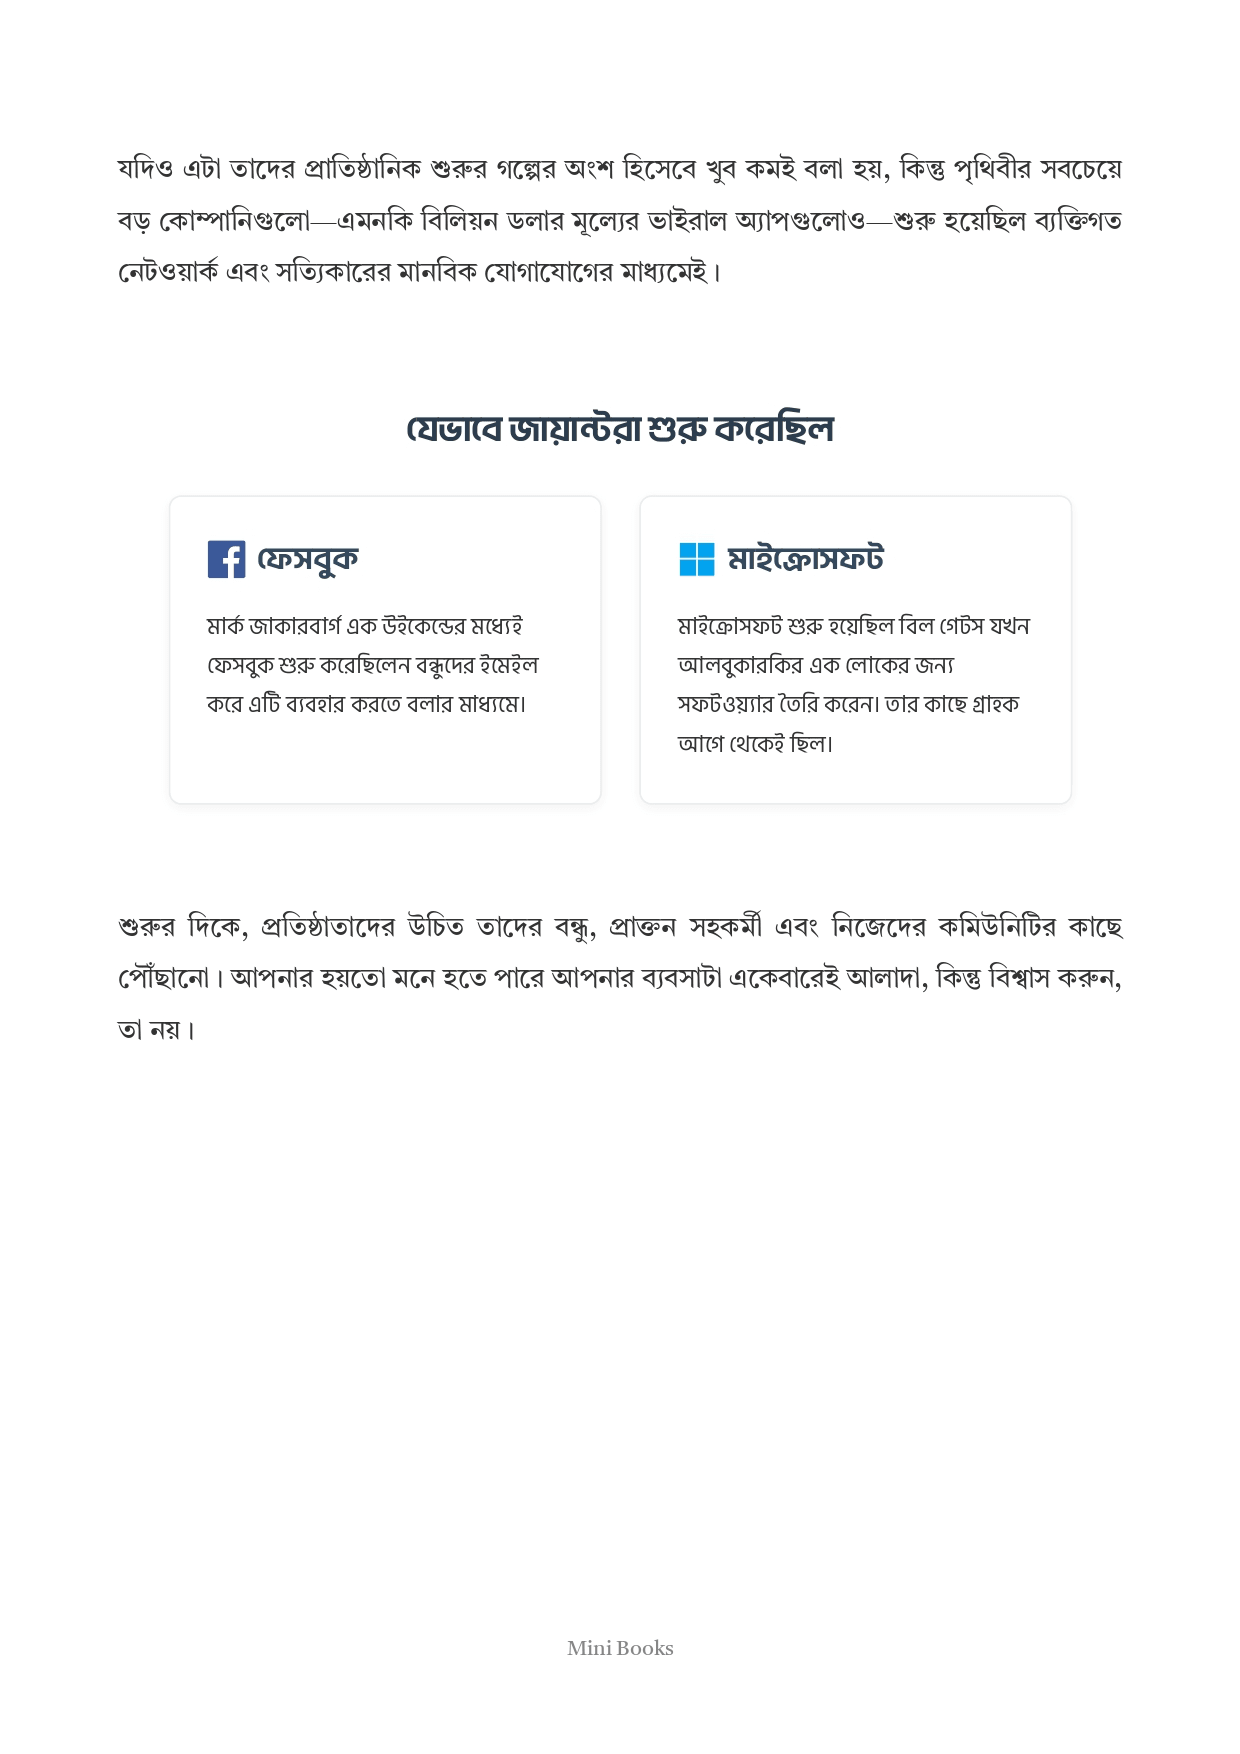 যদিও এটা তাদের প্রাতিষ্ঠানিক শুরুর গল্পের অংশ হিসেবে খুব কমই বলা হয়, কিন্তু পৃথিবীর সবচেয়ে
বড় কোম্পানিগুলো—এমনকি বিলিয়ন ডলার মূল্যের ভাইরাল অ্যাপগুলোও—শুরু হয়েছিল ব্যক্তিগত
নেটওয়ার্ক এবং সত্যিকারের মানবিক যোগাযোগের মাধ্যমেই।
যেভাবে জায়ান্টরা শুরু করেছিল
ফেসবুক
মার্ক জাকারবার্গ এক উইকেন্ডের মধ্যেই
ফেসবুক শুরু করেছিলেন বন্ধুদের ইমেইল
করে এটি ব্যবহার করতে বলার মাধ্যমে।
মাইক্রোসফট
মাইক্রোসফট শুরু হয়েছিল বিল গেটস যখন
আলবুকারকির এক লোকের জন্য
সফটওয়্যার তৈরি করেন। তার কাছে গ্রাহক
আগে থেকেই ছিল।
শুরুর দিকে, প্রতিষ্ঠাতাদের উচিত তাদের বন্ধু, প্রাক্তন সহকর্মী এবং নিজেদের কমিউনিটির কাছে
পৌঁছানো। আপনার হয়তো মনে হতে পারে আপনার ব্যবসাটা একেবারেই আলাদা, কিন্তু বিশ্বাস করুন,
তা নয়।
Mini Books